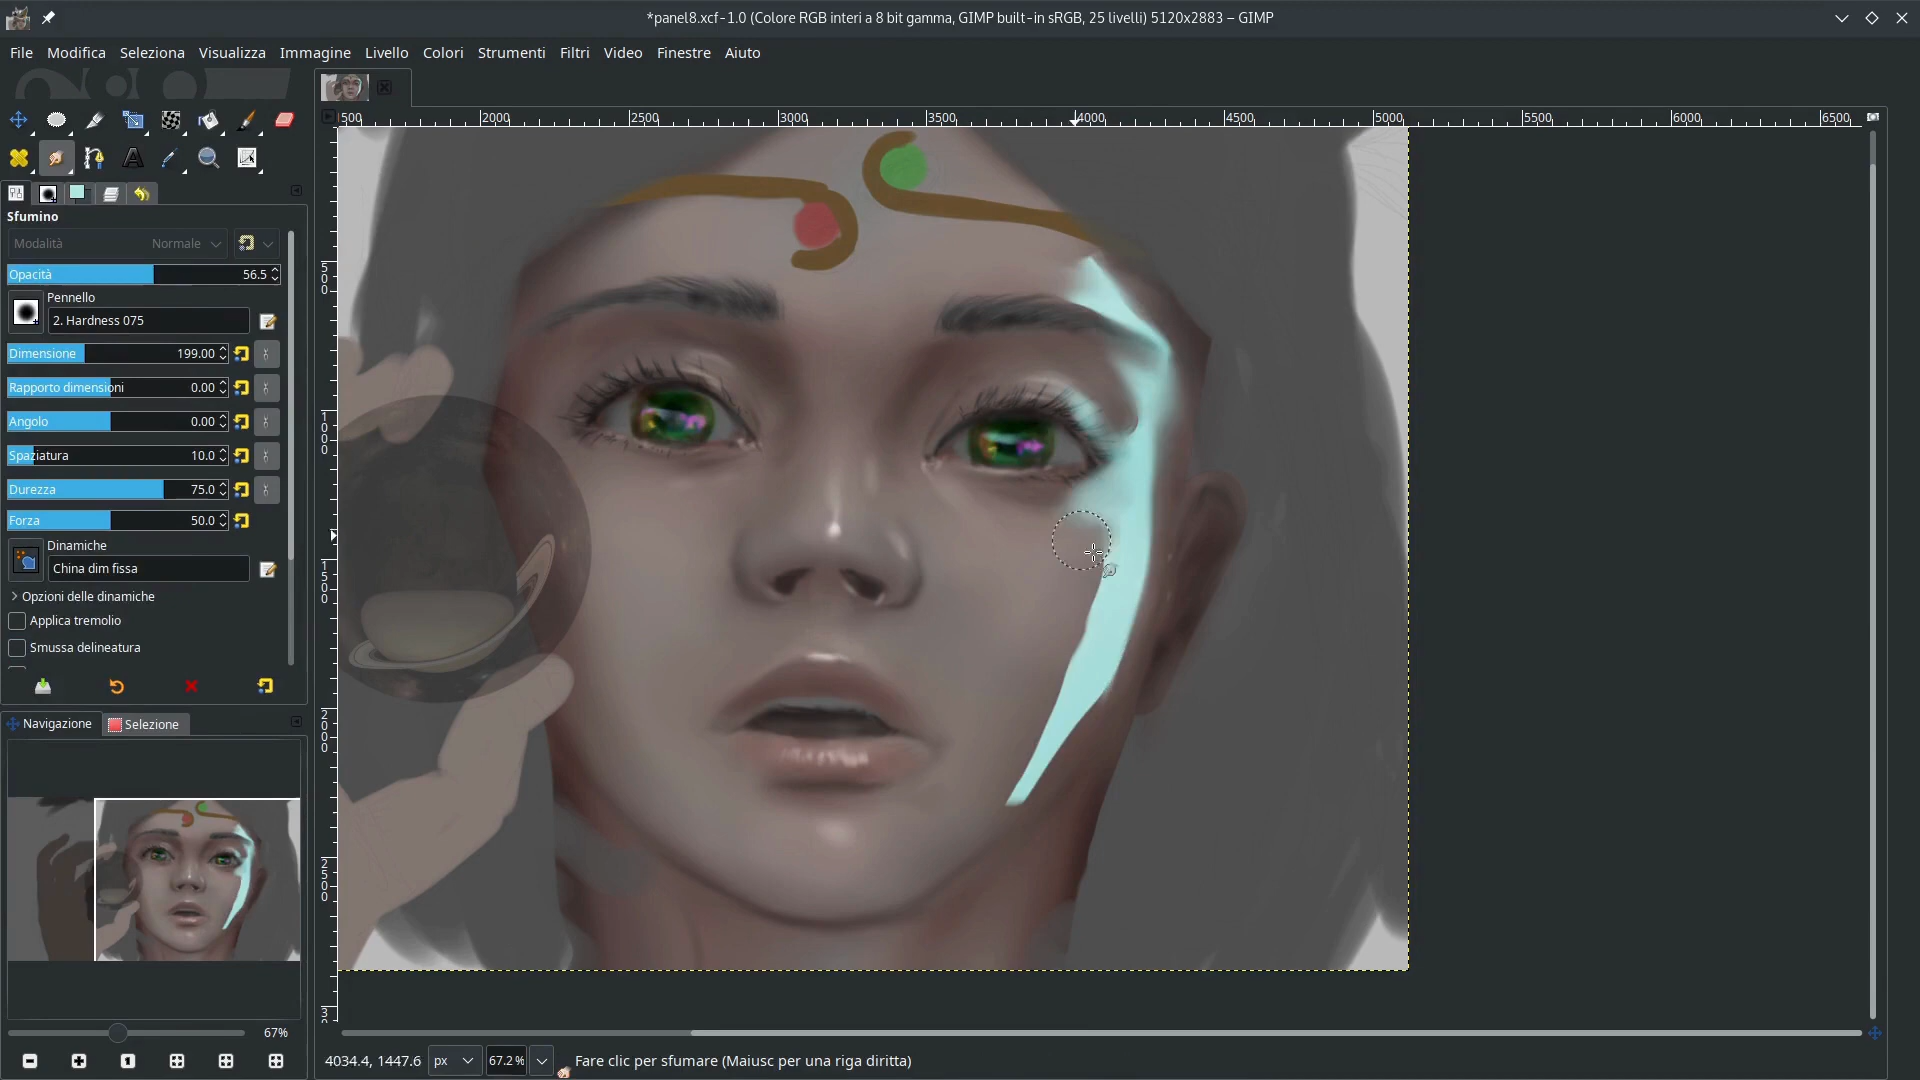 *panel8.xcf-1.0 (Colore RGB interi a 8 bit gamma, GIMP built-in sRGB, 25 livelli) 5120x2883 – GIMP
File Modifica Seleziona Visualizza Immagine Livello Colori Strumenti Filtri Video Finestre Aiuto
1500 2000 2500 3000 3500 4000 4500 5000 5500 6000 6500
Sfumino
Modalità Normale
Opacità 56.5
Pennello
2. Hardness 075
Dimensione 199.00
Rapporto dimensioni 0.00
Angolo 0.00
Spaziatura 10.0
Durezza 75.0
Forza 50.0
Dinamiche
China dim fissa
Opzioni delle dinamiche
Applica tremolio
Smussa delineatura
500
1000
1500
2000
2500
Navigazione Selezione
67%
4034.4, 1447.6 px 67.2 % Fare clic per sfumare (Maiusc per una riga diritta)